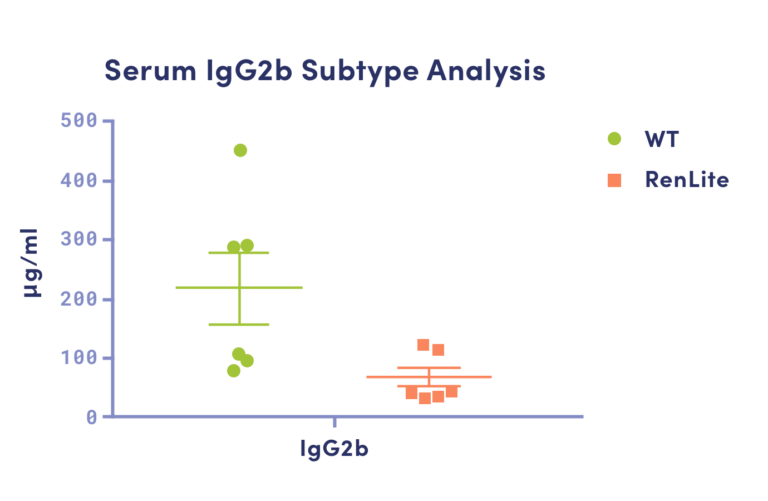 Serum IgG2b Subtype Analysis
500
400
300
200
100
0
µg/ml
IgG2b
WT
RenLite